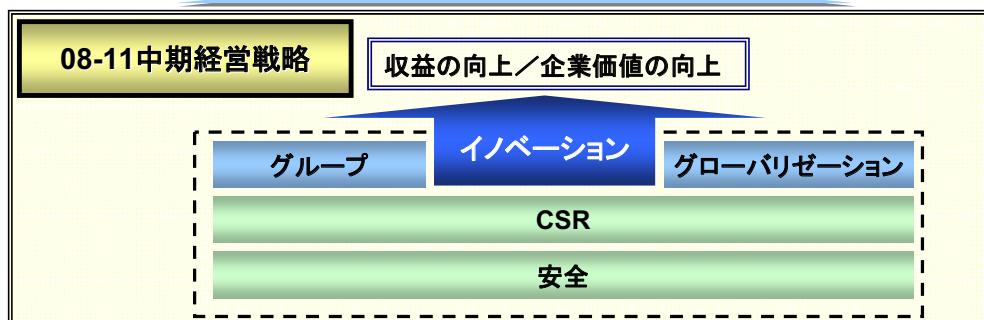 08-11中期経営戦略
収益の向上／企業価値の向上
グループ
イノベーション
グローバリゼーション
CSR
安全